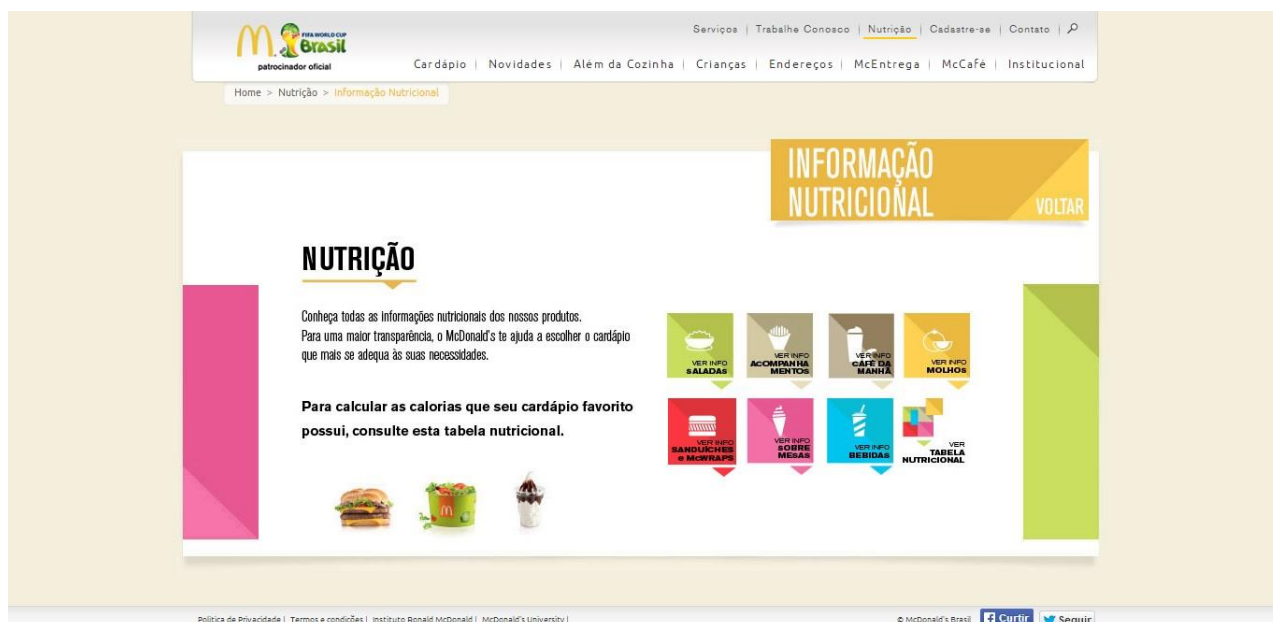 FIFA WORLD CUP
Brasil
patrocinador oficial
Serviços | Trabalhe Conosco | Nutrição | Cadastre-se | Contato |
Cardápio | Novidades | Além da Cozinha | Crianças | Endereços | McEntrega | McCafé | Institucional
Home > Nutrição > Informação Nutricional
INFORMAÇÃO
NUTRICIONAL
VOLTAR
NUTRIÇÃO
Conheça todas as informações nutricionais dos nossos produtos.
Para uma maior transparência, o McDonald's te ajuda a escolher o cardápio
que mais se adequa às suas necessidades.
Para calcular as calorias que seu cardápio favorito
possui, consulte esta tabela nutricional.
VER INFO
SALADAS
VER INFO
ACOMPANHA
MENTOS
VER INFO
CAFÉ DA
MANHÃ
VER INFO
MOLHOS
VER INFO
SANDUÍCHES
e McWRAPS
VER INFO
SOBRE
MESAS
VER INFO
BEBIDAS
VER
TABELA
NUTRICIONAL
Política de Privacidade | Termos e condições | Instituto Ronald McDonald | McDonald's University |
© McDonald's Brasil
Curtir
Seguir